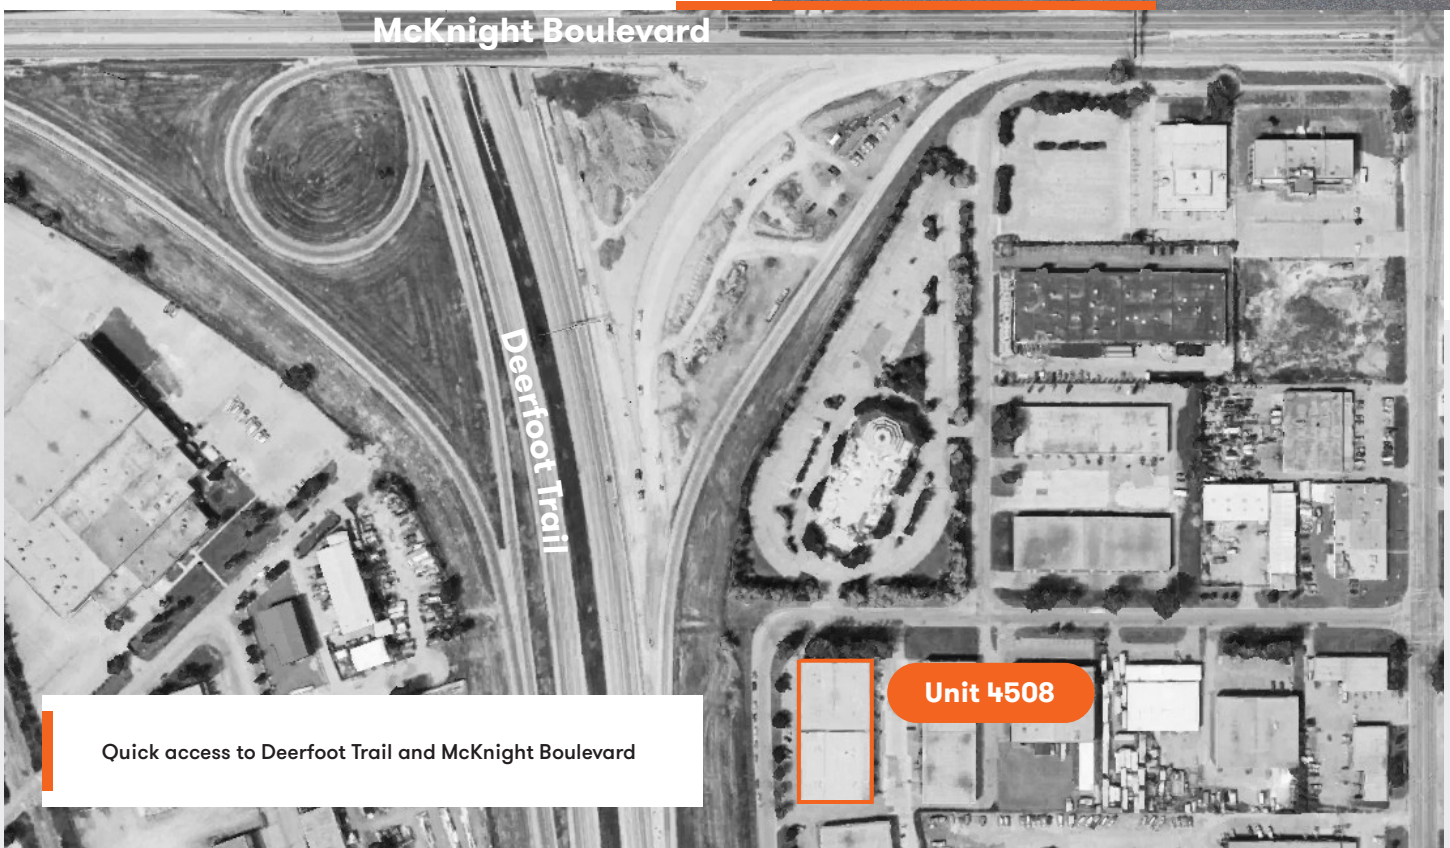 McKnight Boulevard
Deerfoot Trail
Unit 4508
Quick access to Deerfoot Trail and McKnight Boulevard